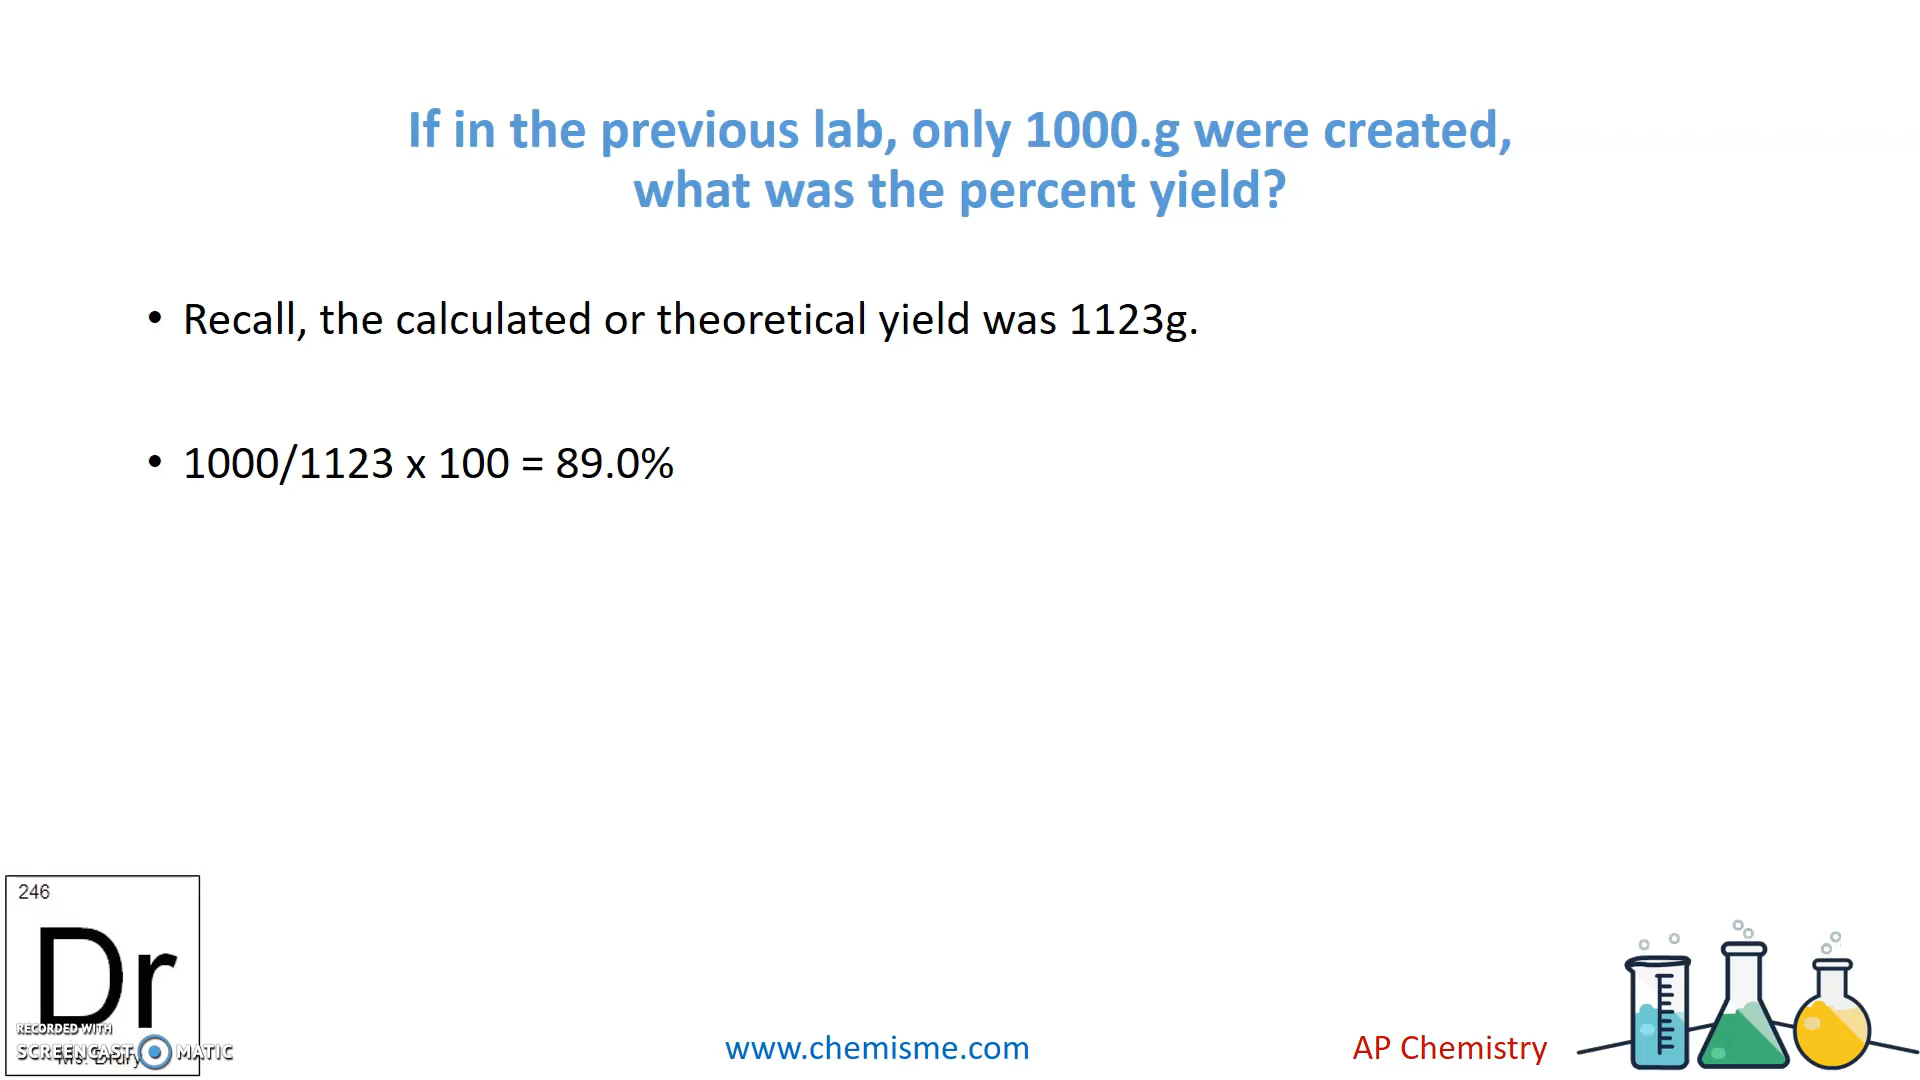 If in the previous lab, only 1000.g were created,
what was the percent yield?
• Recall, the calculated or theoretical yield was 1123g.
• 1000/1123 x 100 = 89.0%
246
Dr
RECORDED WITH
SCREENCAST MATIC
Ms. Drury
www.chemisme.com
AP Chemistry